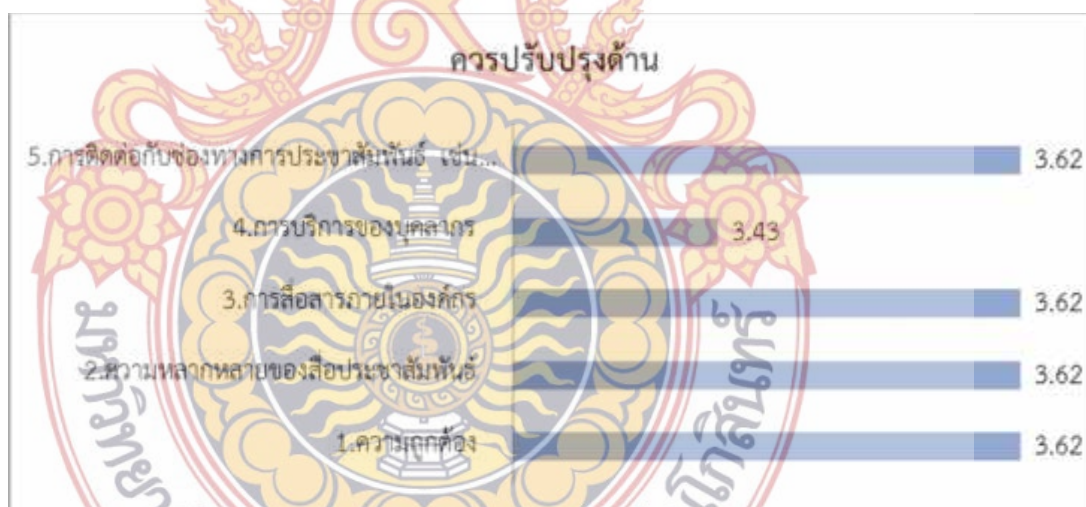 ควรปรับปรุงด้าน
5.การติดต่อกับช่องทางการประชาสัมพันธ์ เช่น... 3.62
4.การบริการของบุคลากร 3.43
3.การสื่อสารภายในองค์กร 3.62
2.ความหลากหลายของสื่อประชาสัมพันธ์ 3.62
1.ความถูกต้อง 3.62